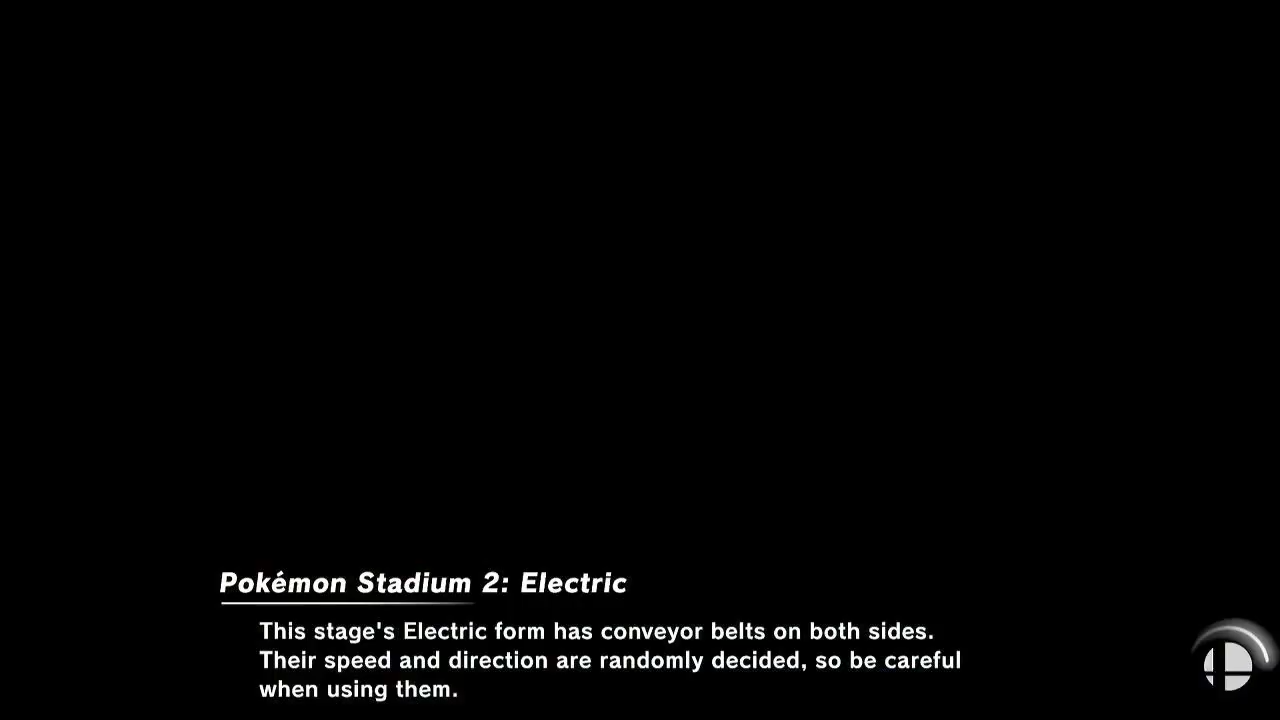 Pokémon Stadium 2: Electric
This stage's Electric form has conveyor belts on both sides.
Their speed and direction are randomly decided, so be careful
when using them.